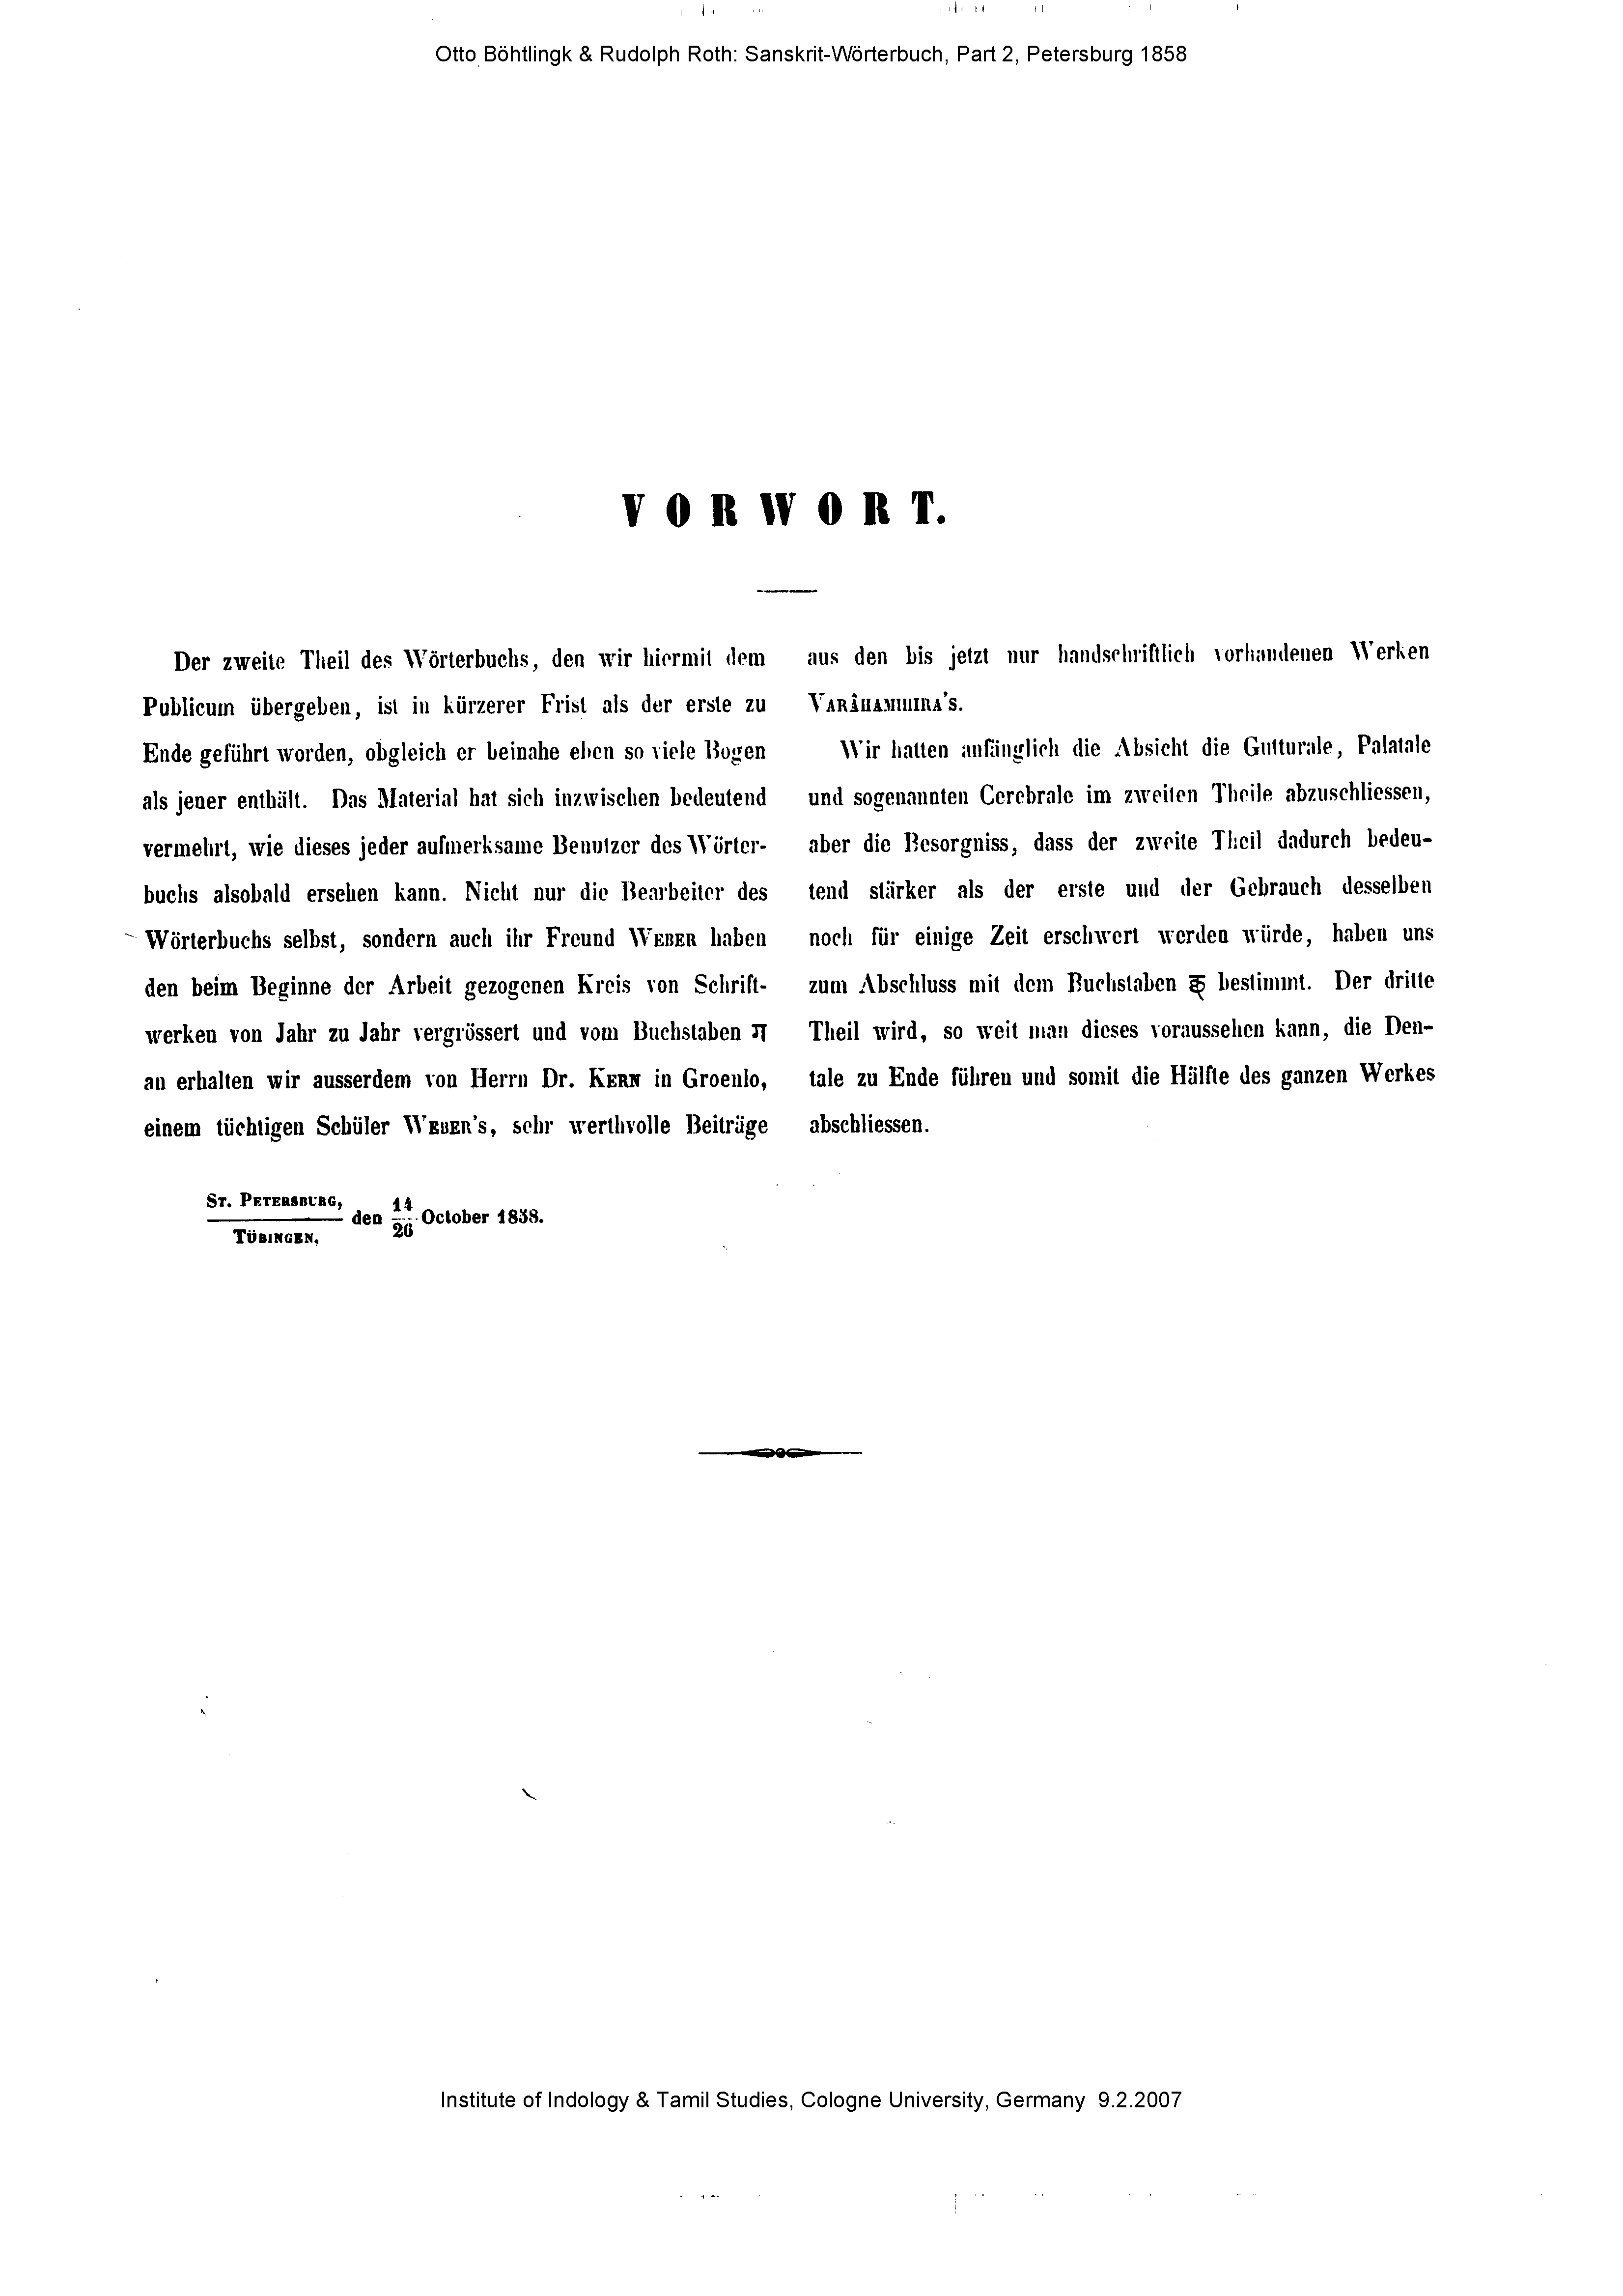 Otto Böhtlingk & Rudolph Roth: Sanskrit-Wörterbuch, Part 2, Petersburg 1858
VORWORT.
Der zweite Theil des Wörterbuchs, den wir hiermit dem
Publicum übergeben, ist in kürzerer Frist als der erste zu
Ende geführt worden, obgleich er beinahe eben so viele Bogen
als jener enthält. Das Material hat sich inzwischen bedeutend
vermehrt, wie dieses jeder aufmerksame Benutzer des Wörter-
buchs alsobald ersehen kann. Nicht nur die Bearbeiter des
Wörterbuchs selbst, sondern auch ihr Freund WEBER haben
den beim Beginne der Arbeit gezogenen Kreis von Schrift-
werken von Jahr zu Jahr vergrössert und vom Buchstaben ग
an erhalten wir ausserdem von Herrn Dr. KERN in Groenlo,
einem tüchtigen Schüler WEBER's, sehr werthvolle Beiträge
aus den bis jetzt nur handschriftlich vorhandenen Werken
VARÂHAMIHIRA's.
Wir hatten anfänglich die Absicht die Gutturale, Palatale
und sogenannten Cerebrale im zweiten Theile abzuschliessen,
aber die Besorgniss, dass der zweite Theil dadurch bedeu-
tend stärker als der erste und der Gebrauch desselben
noch für einige Zeit erschwert werden würde, haben uns
zum Abschluss mit dem Buchstaben छ bestimmt. Der dritte
Theil wird, so weit man dieses voraussehen kann, die Den-
tale zu Ende führen und somit die Hälfte des ganzen Werkes
abschliessen.
ST. PETERSBURG,
TÜBINGEN,
den 14/26 October 1858.
Institute of Indology & Tamil Studies, Cologne University, Germany 9.2.2007